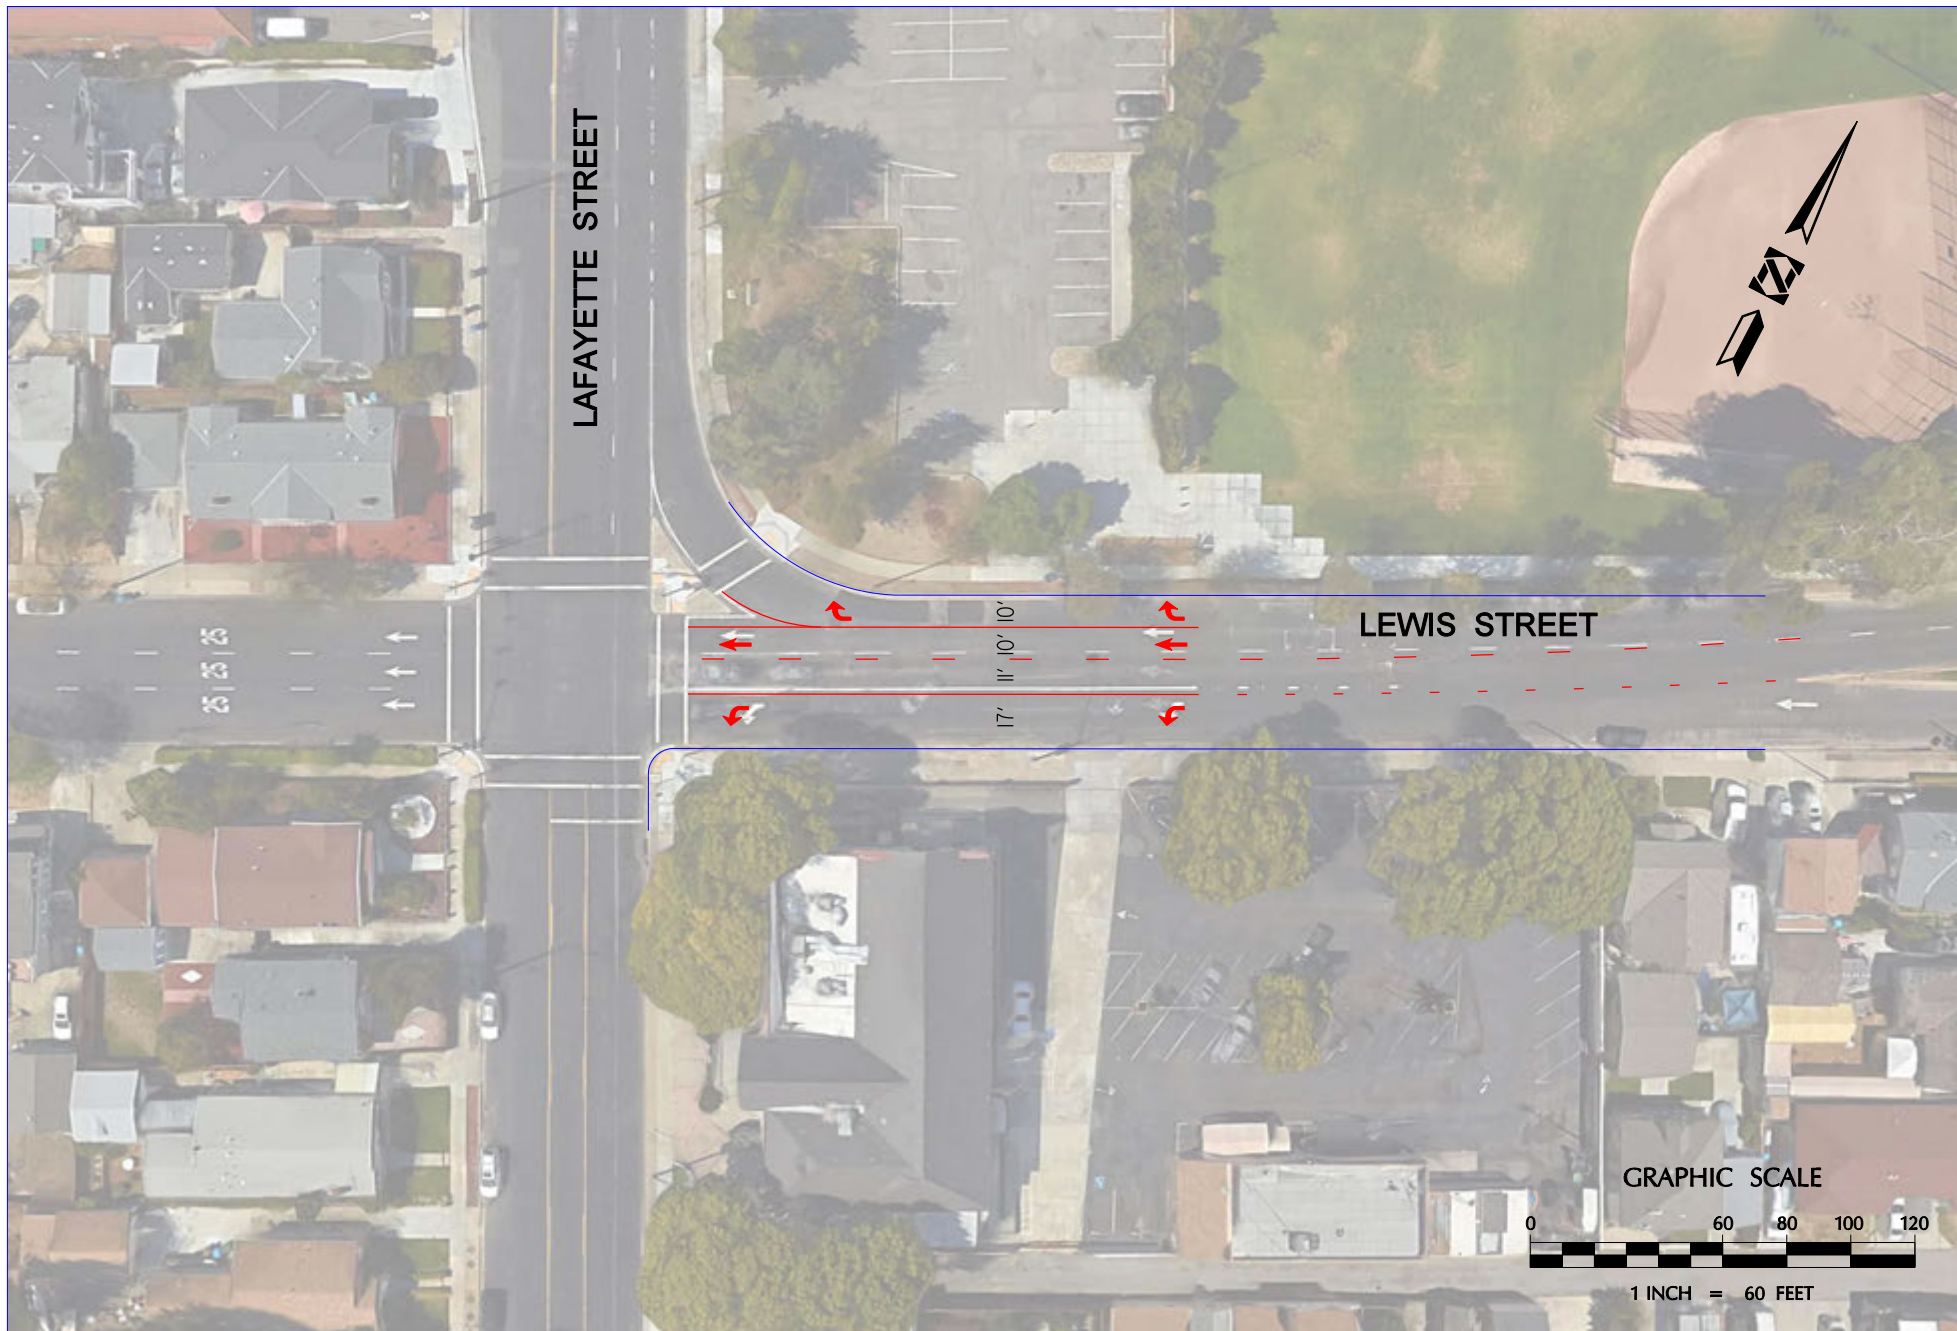 LAFAYETTE STREET
25
25
25
10'
10'
11'
17'
LEWIS STREET
GRAPHIC SCALE
0 60 80 100 120
1 INCH = 60 FEET